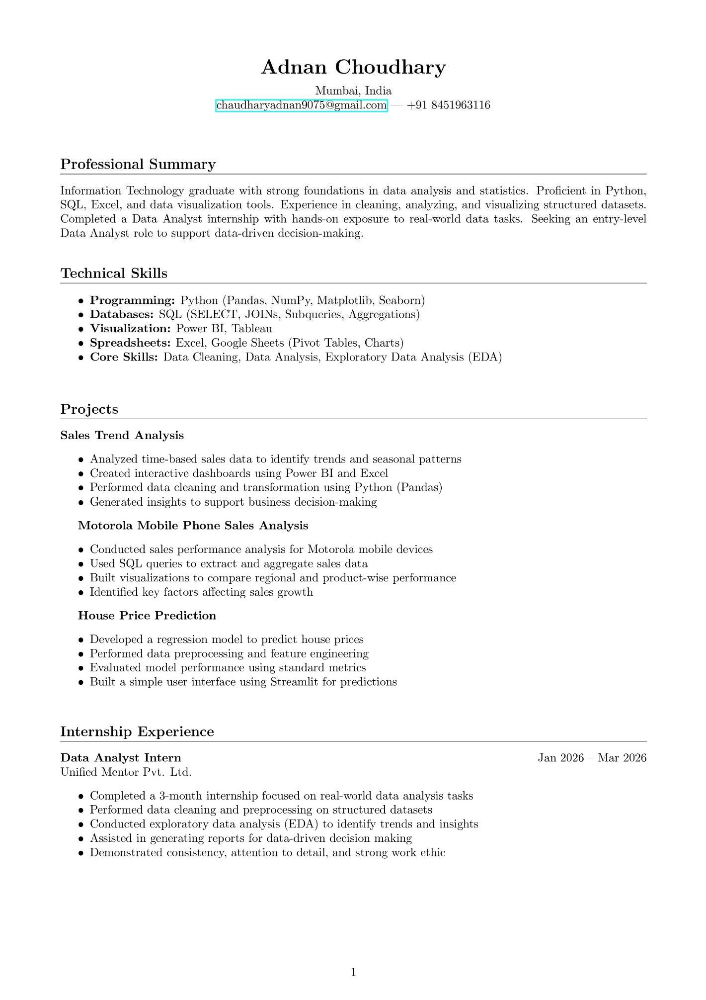 Adnan Choudhary
Mumbai, India
chaudharyadnan9075@gmail.com — +91 8451963116
Professional Summary
Information Technology graduate with strong foundations in data analysis and statistics. Proficient in Python,
SQL, Excel, and data visualization tools. Experience in cleaning, analyzing, and visualizing structured datasets.
Completed a Data Analyst internship with hands-on exposure to real-world data tasks. Seeking an entry-level
Data Analyst role to support data-driven decision-making.
Technical Skills
• Programming: Python (Pandas, NumPy, Matplotlib, Seaborn)
• Databases: SQL (SELECT, JOINs, Subqueries, Aggregations)
• Visualization: Power BI, Tableau
• Spreadsheets: Excel, Google Sheets (Pivot Tables, Charts)
• Core Skills: Data Cleaning, Data Analysis, Exploratory Data Analysis (EDA)
Projects
Sales Trend Analysis
• Analyzed time-based sales data to identify trends and seasonal patterns
• Created interactive dashboards using Power BI and Excel
• Performed data cleaning and transformation using Python (Pandas)
• Generated insights to support business decision-making
Motorola Mobile Phone Sales Analysis
• Conducted sales performance analysis for Motorola mobile devices
• Used SQL queries to extract and aggregate sales data
• Built visualizations to compare regional and product-wise performance
• Identified key factors affecting sales growth
House Price Prediction
• Developed a regression model to predict house prices
• Performed data preprocessing and feature engineering
• Evaluated model performance using standard metrics
• Built a simple user interface using Streamlit for predictions
Internship Experience
Data Analyst Intern Jan 2026 – Mar 2026
Unified Mentor Pvt. Ltd.
• Completed a 3-month internship focused on real-world data analysis tasks
• Performed data cleaning and preprocessing on structured datasets
• Conducted exploratory data analysis (EDA) to identify trends and insights
• Assisted in generating reports for data-driven decision making
• Demonstrated consistency, attention to detail, and strong work ethic
1